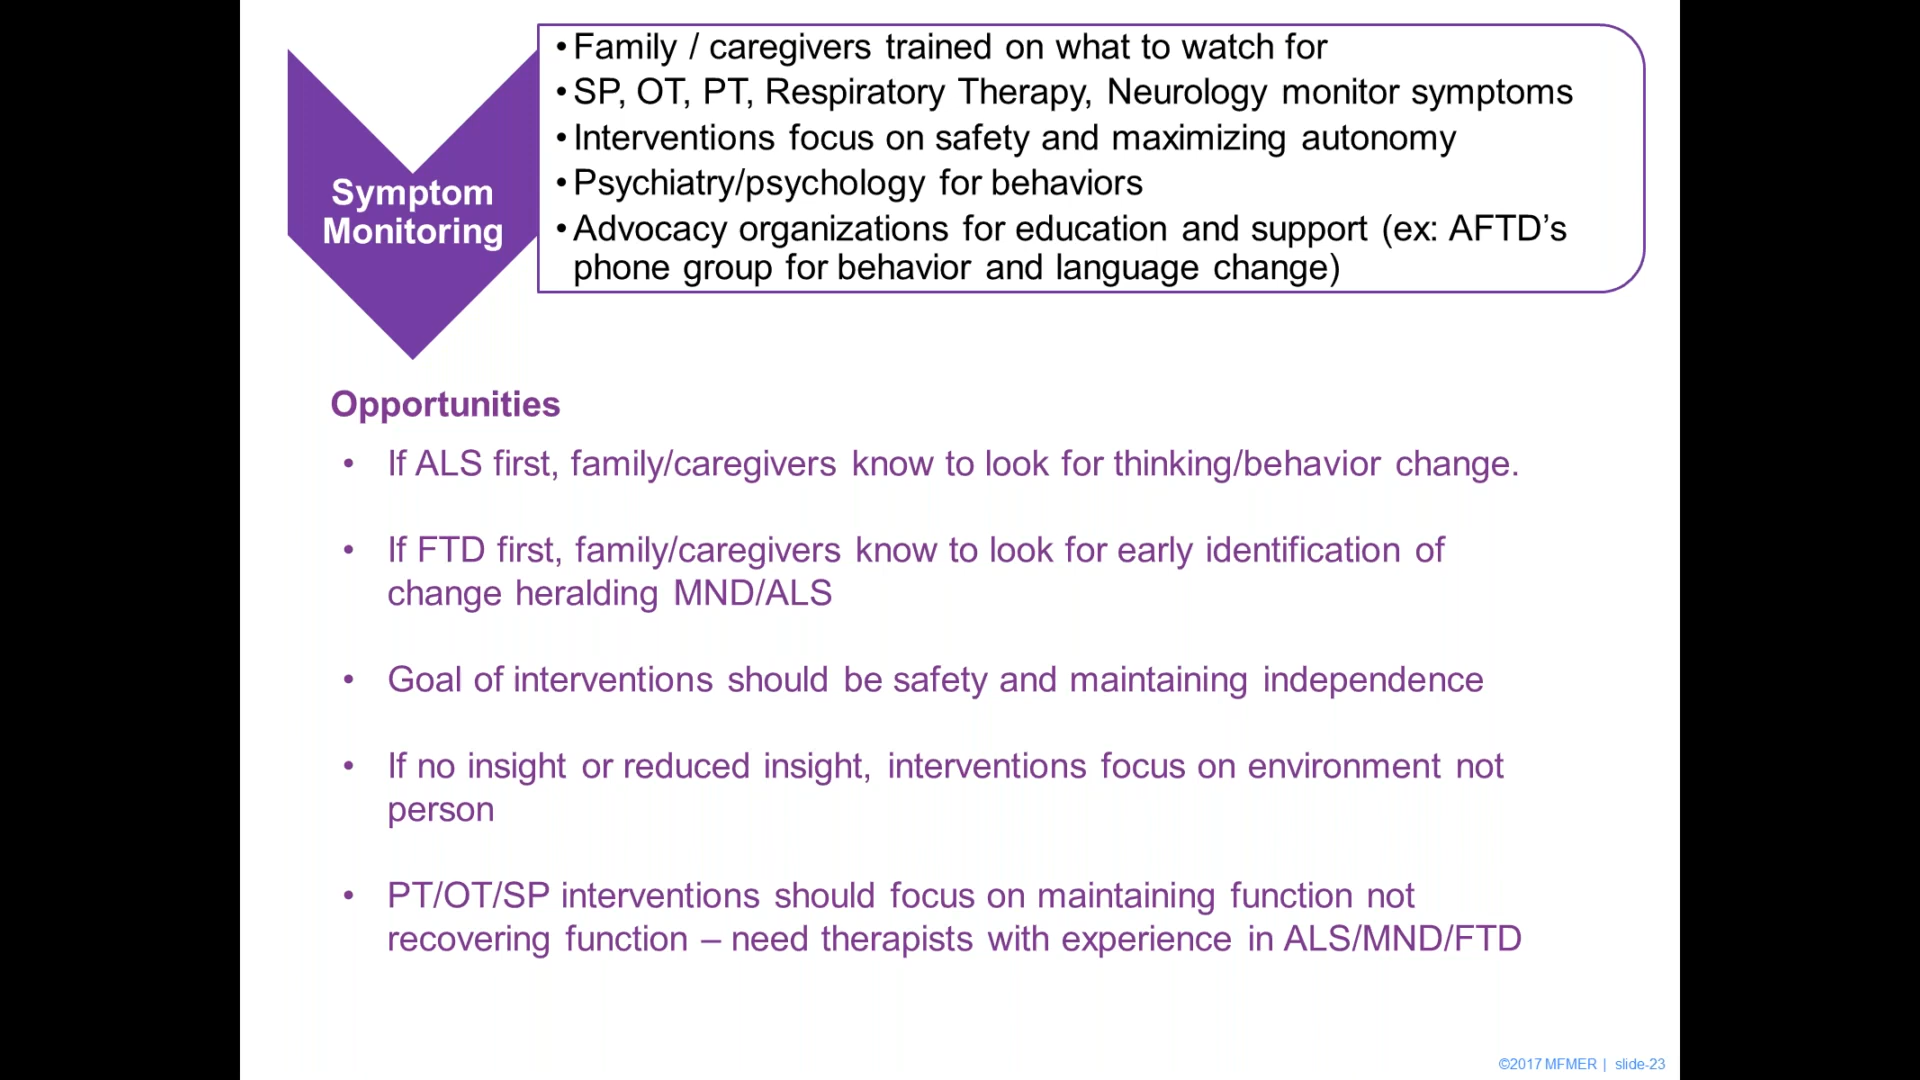 Symptom
Monitoring
•Family / caregivers trained on what to watch for
•SP, OT, PT, Respiratory Therapy, Neurology monitor symptoms
•Interventions focus on safety and maximizing autonomy
•Psychiatry/psychology for behaviors
•Advocacy organizations for education and support (ex: AFTD’s
phone group for behavior and language change)
Opportunities
• If ALS first, family/caregivers know to look for thinking/behavior change.
• If FTD first, family/caregivers know to look for early identification of
change heralding MND/ALS
• Goal of interventions should be safety and maintaining independence
• If no insight or reduced insight, interventions focus on environment not
person
• PT/OT/SP interventions should focus on maintaining function not
recovering function – need therapists with experience in ALS/MND/FTD
©2017 MFMER | slide-23